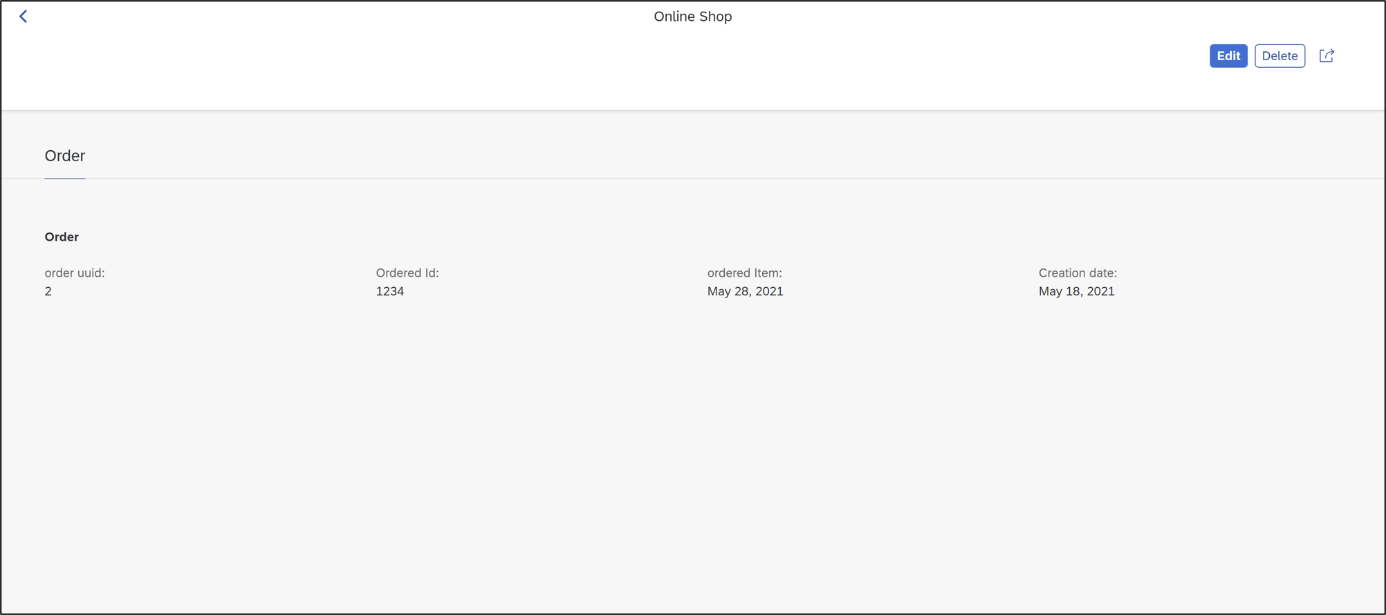 Online Shop
Edit Delete
Order
Order
order uuid: Ordered Id: ordered Item: Creation date:
2 1234 May 28, 2021 May 18, 2021